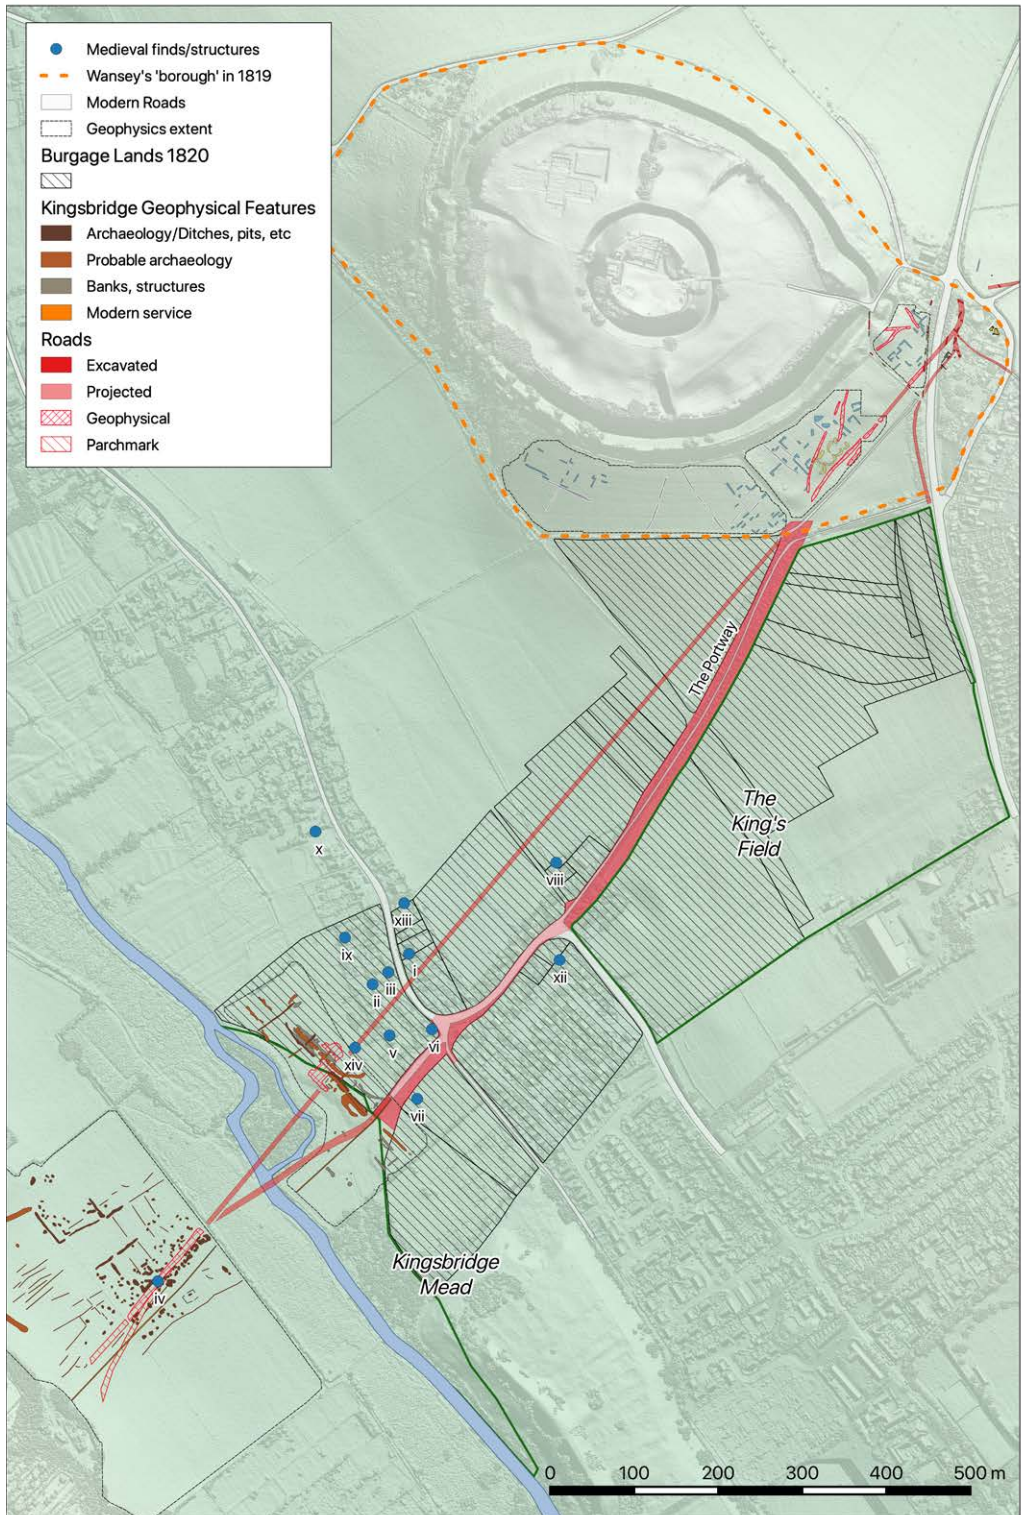 Medieval finds/structures
Wansey's 'borough' in 1819
Modern Roads
Geophysics extent
Burgage Lands 1820
Kingsbridge Geophysical Features
Archaeology/Ditches, pits, etc
Probable archaeology
Banks, structures
Modern service
Roads
Excavated
Projected
Geophysical
Parchmark
The Portway
The
King's
Field
x
viii
xiii
ix
i
xii
iii
ii
vi
v
xiv
vii
Kingsbridge
Mead
iv
0 100 200 300 400 500 m